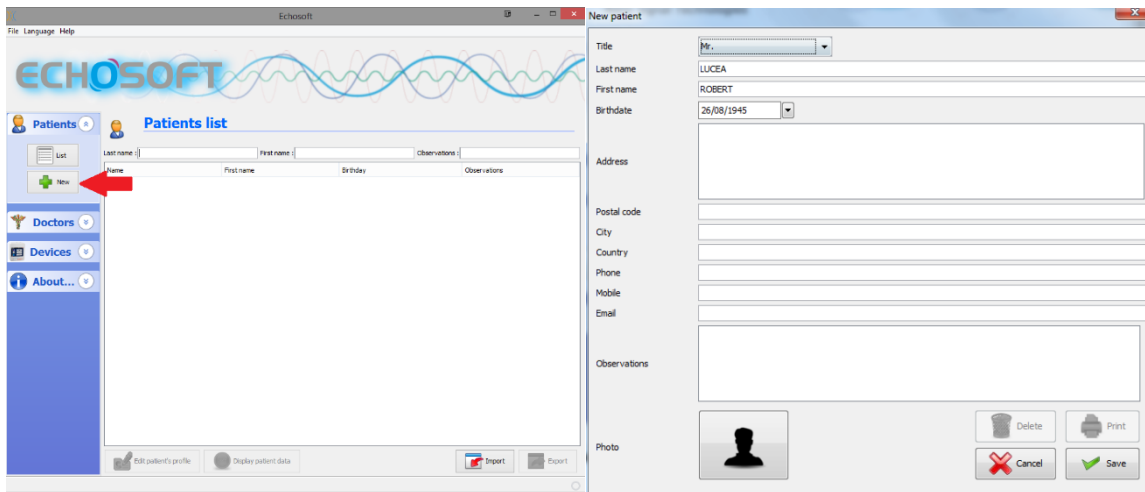 Echosoft
File Language Help
ECHOSOFT
Patients
List
New
Doctors
Devices
About...
Patients list
Last name : First name : Observations :
Name First name Birthday Observations
Edit patient's profile Display patient data Import Export
New patient
Title Mr.
Last name LUCEA
First name ROBERT
Birthdate 26/08/1945
Address
Postal code
City
Country
Phone
Mobile
Email
Observations
Photo
Delete Print
Cancel Save